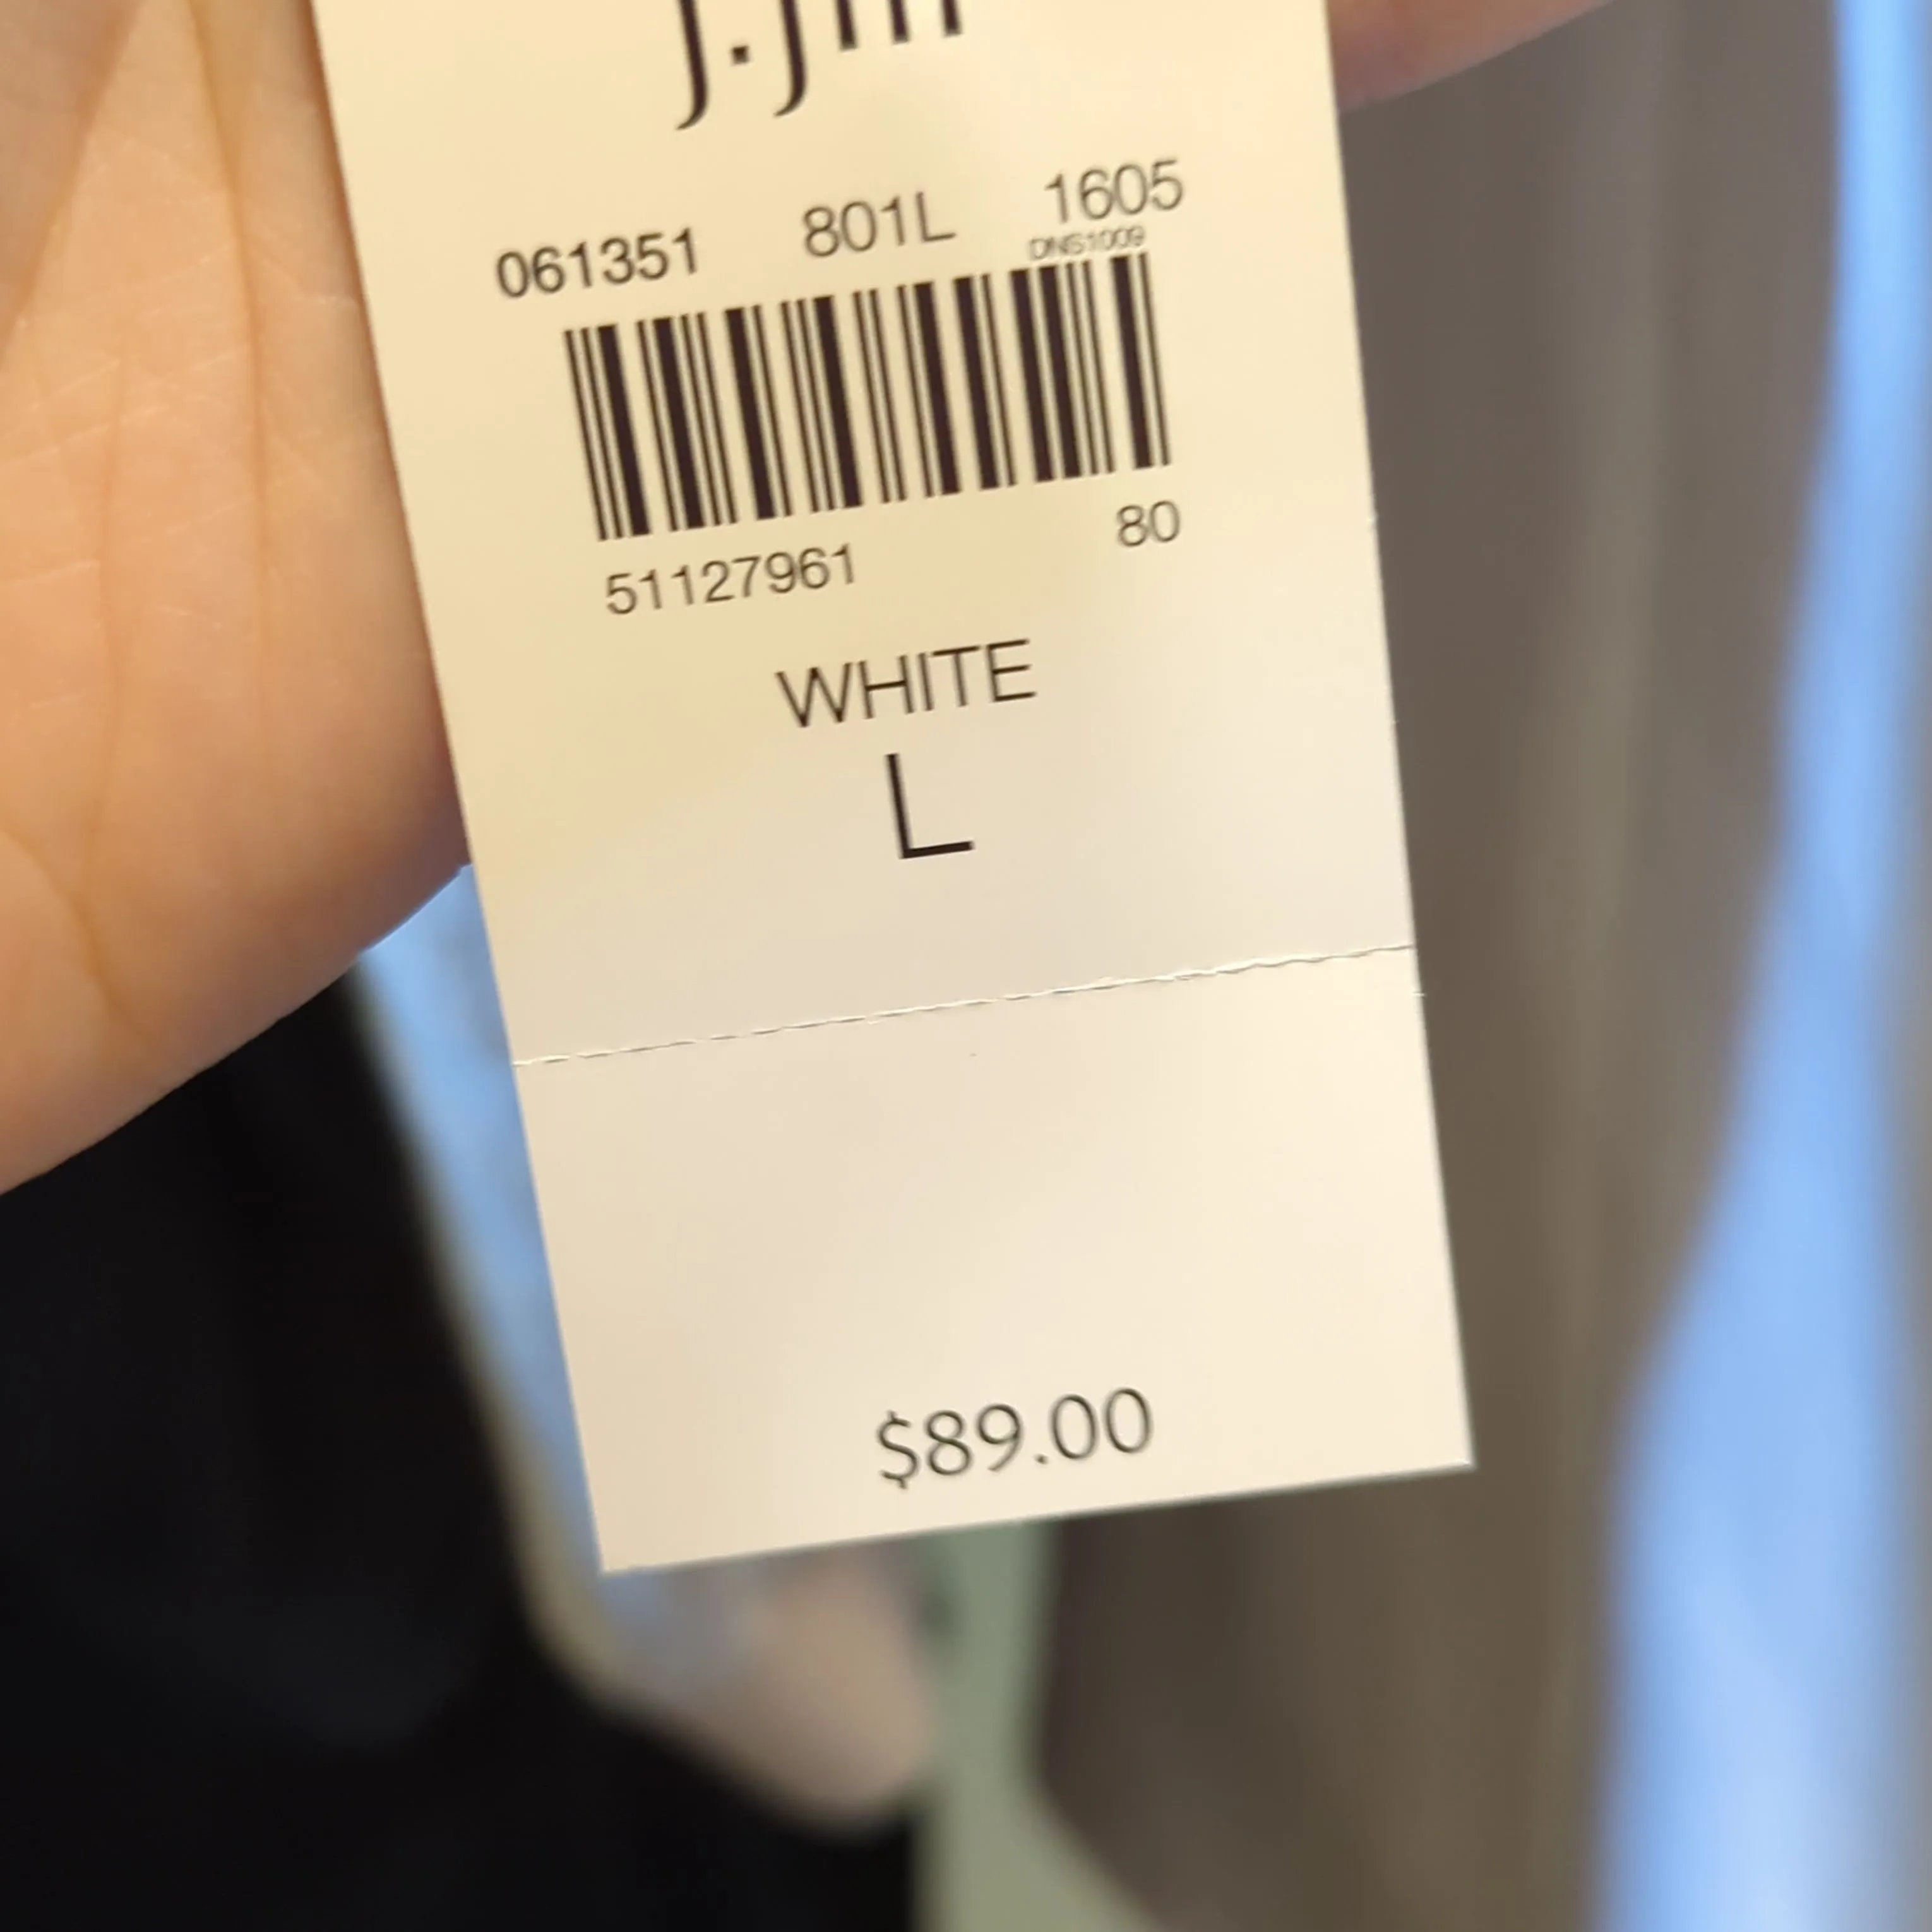 J.Jill
061351 801L 1605
DNS1009
51127961 80
WHITE
L
$89.00